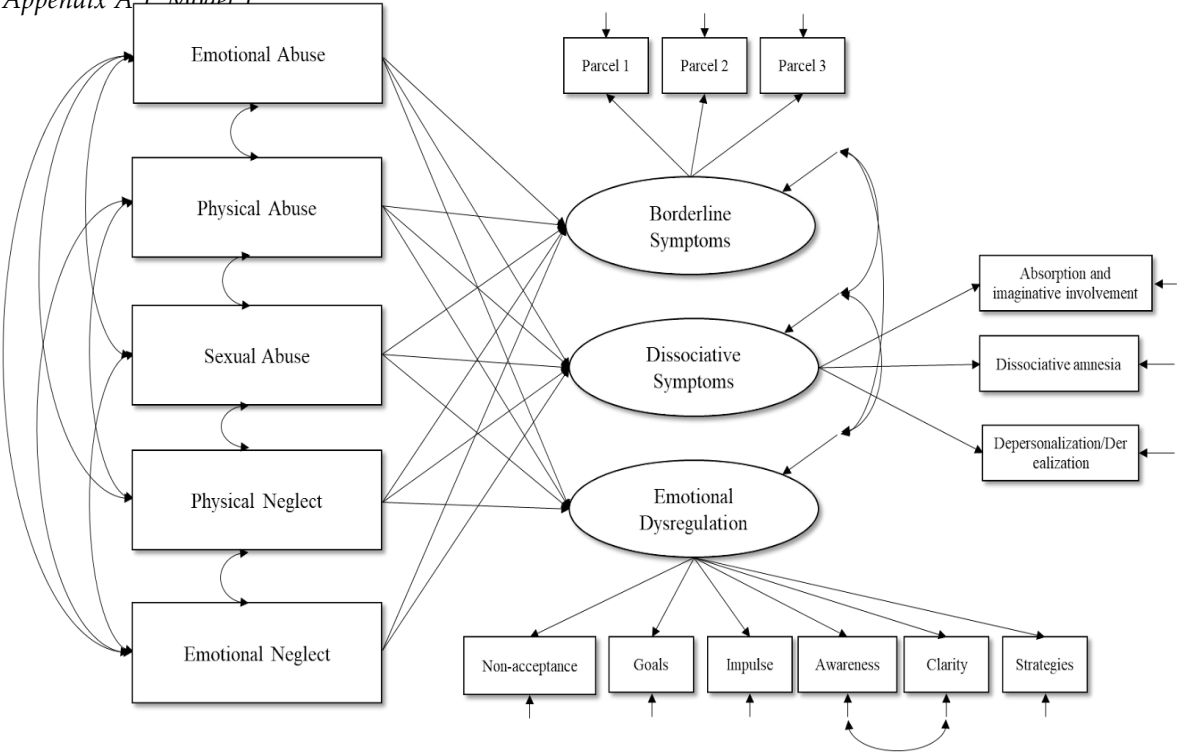 Appendix A
Emotional Abuse
Physical Abuse
Sexual Abuse
Physical Neglect
Emotional Neglect
Parcel 1
Parcel 2
Parcel 3
Borderline
Symptoms
Dissociative
Symptoms
Emotional
Dysregulation
Absorption and
imaginative involvement
Dissociative amnesia
Depersonalization/Der
ealization
Non-acceptance
Goals
Impulse
Awareness
Clarity
Strategies